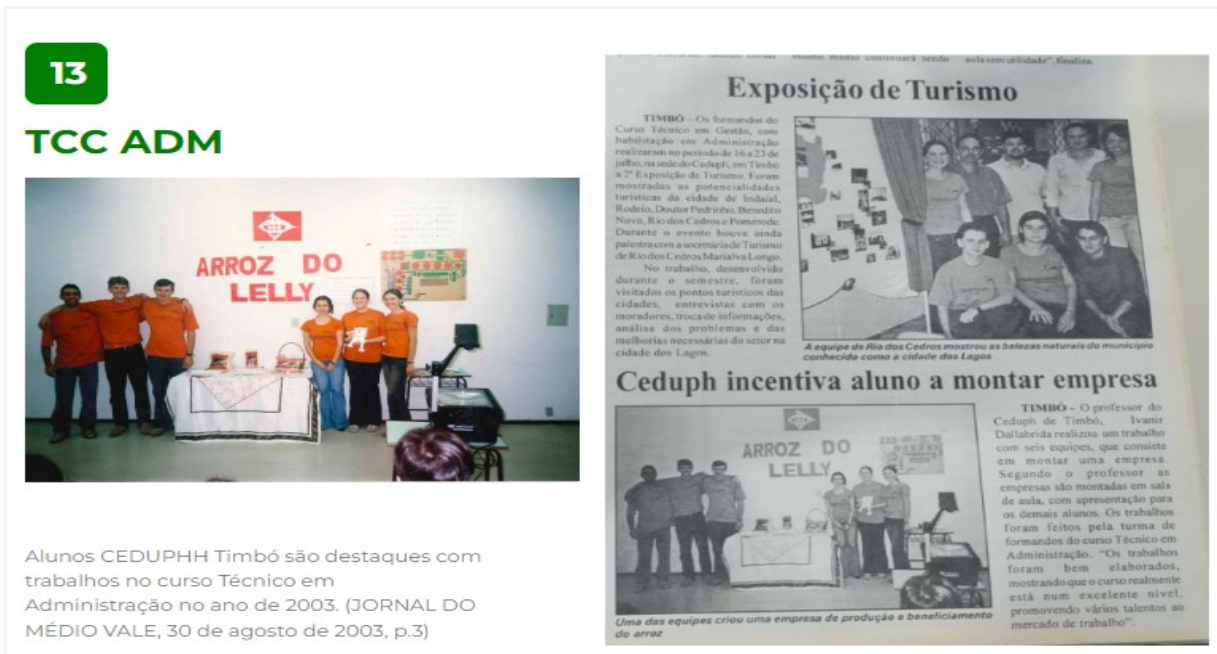 13
TCC ADM
ARROZ DO
LELLY
Alunos CEDUPHH Timbó são destaques com
trabalhos no curso Técnico em
Administração no ano de 2003. (JORNAL DO
MÉDIO VALE, 30 de agosto de 2003, p.3)
continuará sendo
aula sem utilidade", finaliza.
Exposição de Turismo
TIMBÓ - Os formandos do
Curso Técnico em Gestão, com
habilitação em Administração
realizaram no período de 16 a 23 de
julho, na sede do Ceduph, em Timbó
a 2ª Exposição de Turismo. Foram
mostradas as potencialidades
turísticas da cidade de Indaial,
Rodeio, Doutor Pedrinho, Benedito
Novo, Rio dos Cedros e Pomerode.
Durante o evento houve ainda
palestra com a secretária de Turismo
de Rio dos Cedros Marialva Longo.
No trabalho, desenvolvido
durante o semestre, foram
visitados os pontos turísticos das
cidades, entrevistas com os
moradores, troca de informações,
análise dos problemas e das
melhorias necessárias do setor na
cidade dos Lagos.
A equipe de Rio dos Cedros mostrou as belezas naturais do município
conhecido como a cidade dos Lagos
Ceduph incentiva aluno a montar empresa
ARROZ DO
LELLY
Uma das equipes criou uma empresa de produção e beneficiamento
do arroz
TIMBÓ - O professor do
Ceduph de Timbó, Ivanir
Dallabrida realizou um trabalho
com seis equipes, que consiste
em montar uma empresa.
Segundo o professor as
empresas são montadas em sala
de aula, com apresentação para
os demais alunos. Os trabalhos
foram feitos pela turma de
formandos do curso Técnico em
Administração. "Os trabalhos
foram bem elaborados,
mostrando que o curso realmente
está num excelente nível,
promovendo vários talentos ao
mercado de trabalho".